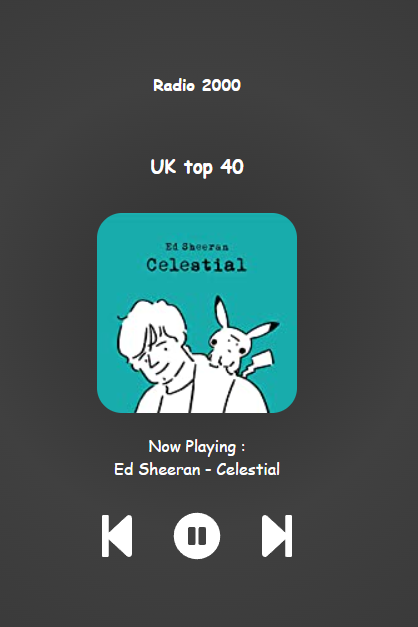 Radio 2000
UK top 40
Ed Sheeran
Celestial
Now Playing :
Ed Sheeran - Celestial